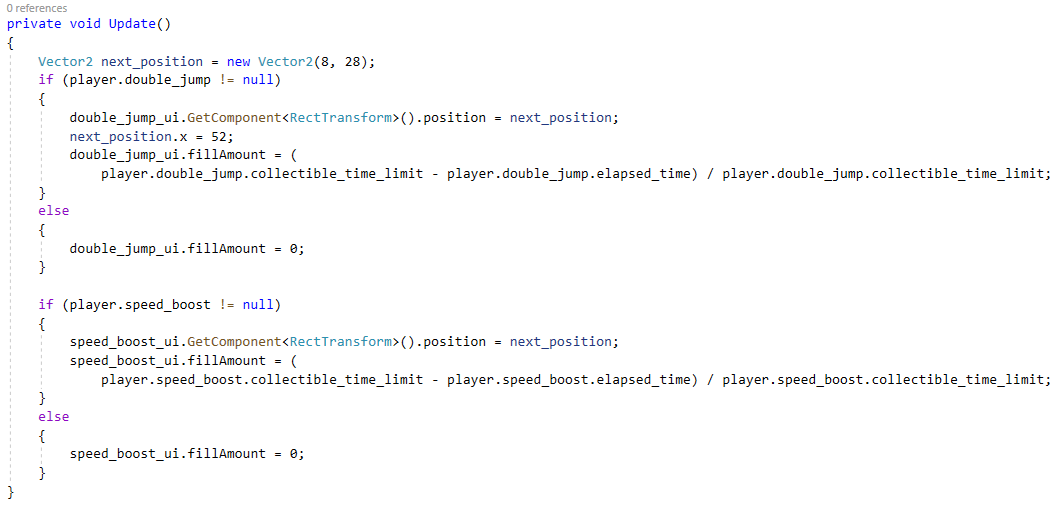 0 references
private void Update()
{
    Vector2 next_position = new Vector2(8, 28);
    if (player.double_jump != null)
    {
        double_jump_ui.GetComponent<RectTransform>().position = next_position;
        next_position.x = 52;
        double_jump_ui.fillAmount = (
            player.double_jump.collectible_time_limit - player.double_jump.elapsed_time) / player.double_jump.collectible_time_limit;
    }
    else
    {
        double_jump_ui.fillAmount = 0;
    }

    if (player.speed_boost != null)
    {
        speed_boost_ui.GetComponent<RectTransform>().position = next_position;
        speed_boost_ui.fillAmount = (
            player.speed_boost.collectible_time_limit - player.speed_boost.elapsed_time) / player.speed_boost.collectible_time_limit;
    }
    else
    {
        speed_boost_ui.fillAmount = 0;
    }
}